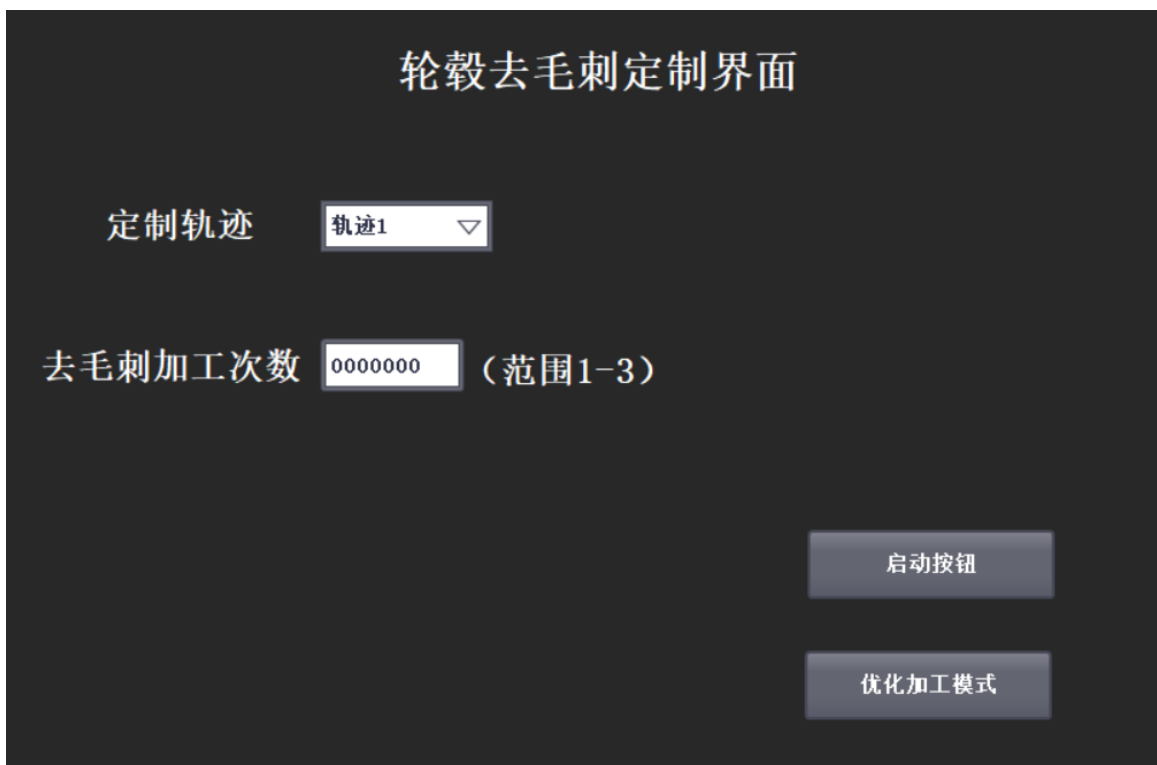 轮毂去毛刺定制界面
定制轨迹 轨迹1
去毛刺加工次数 0000000 （范围1-3）
启动按钮
优化加工模式